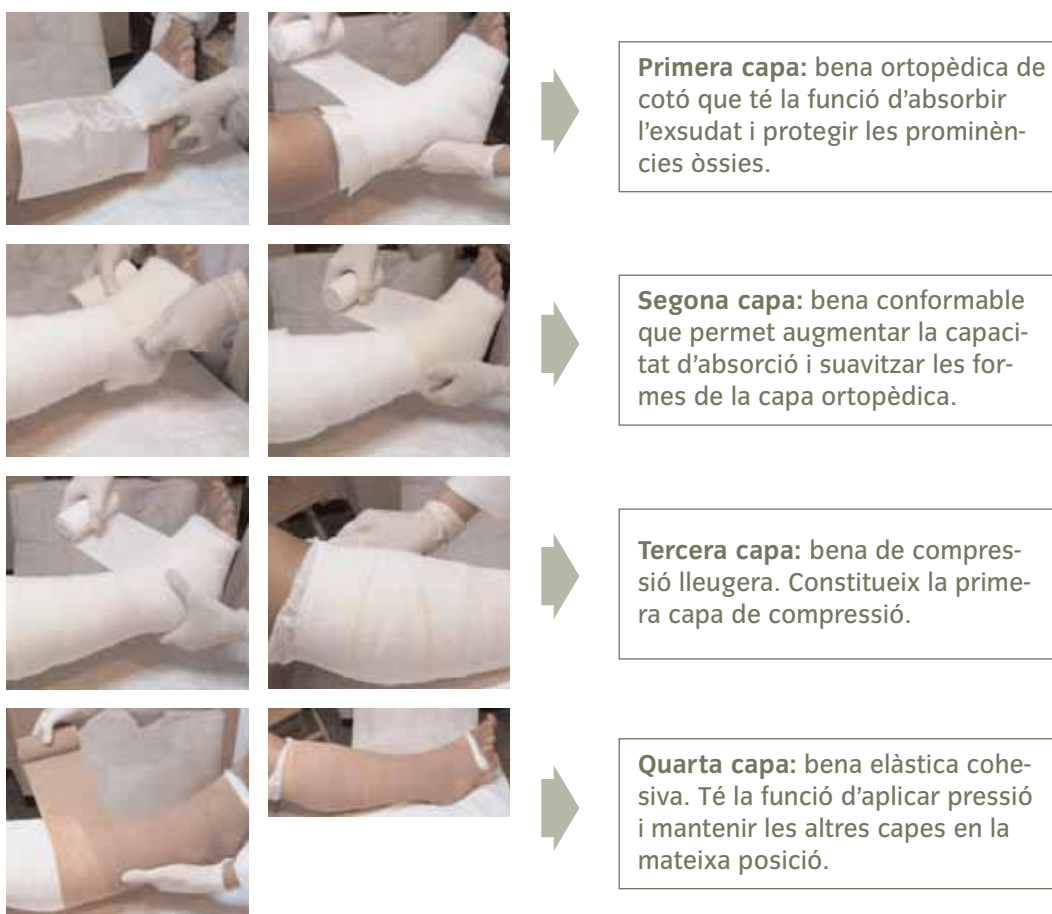 Primera capa: bena ortopèdica de
cotó que té la funció d'absorbir
l'exsudat i protegir les prominèn-
cies òssies.
Segona capa: bena conformable
que permet augmentar la capaci-
tat d'absorció i suavitzar les for-
mes de la capa ortopèdica.
Tercera capa: bena de compres-
sió lleugera. Constitueix la prime-
ra capa de compressió.
Quarta capa: bena elàstica cohe-
siva. Té la funció d'aplicar pressió
i mantenir les altres capes en la
mateixa posició.